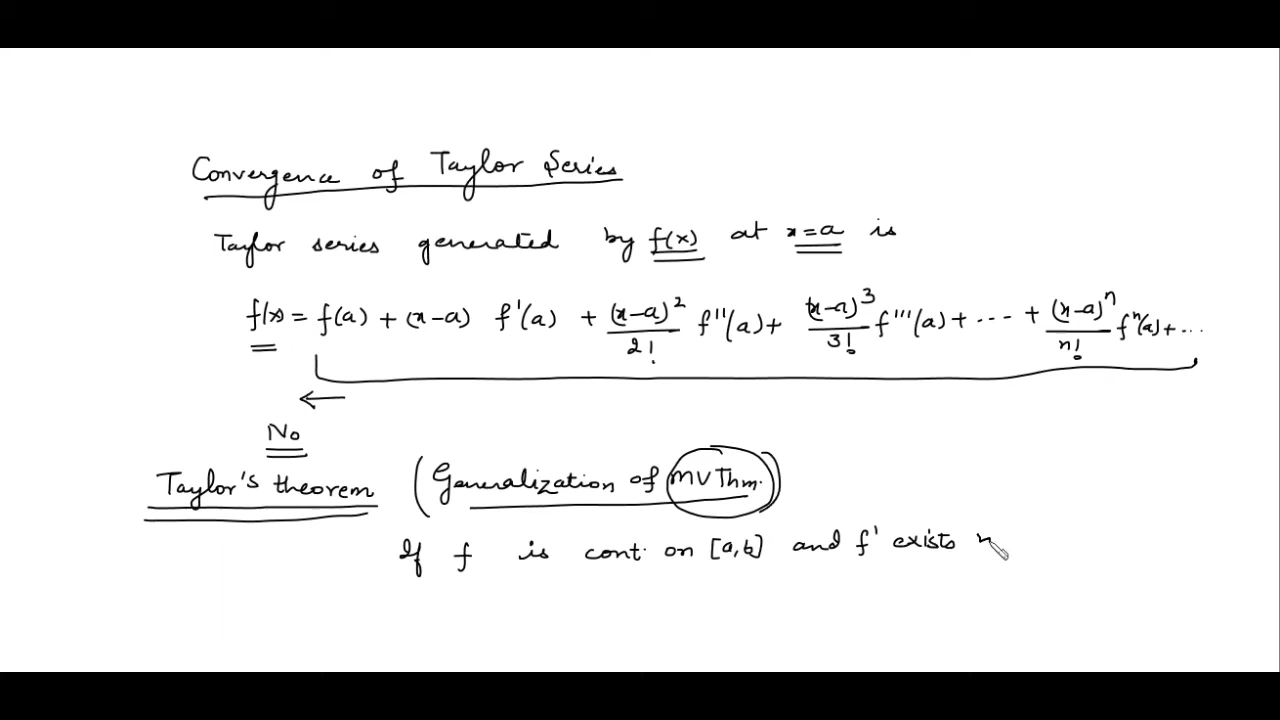 Convergence of Taylor Series
Taylor series generated by f(x) at x=a is
f(x) = f(a) + (x-a) f'(a) + (x-a)^2/2! f''(a) + (x-a)^3/3! f'''(a) + ... + (x-a)^n/n! f^n(a) + ...
No
Taylor's theorem (Generalization of MVThm.)
If f is cont. on [a,b] and f' exists